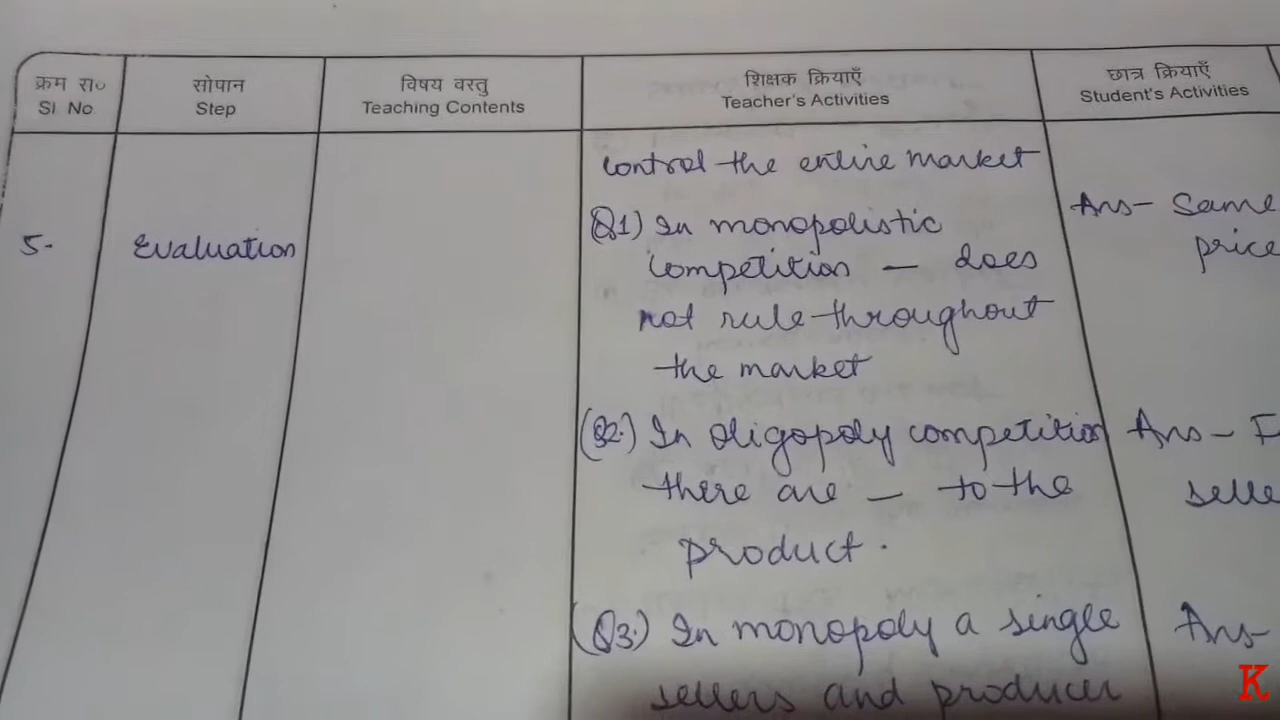 क्रम रा० सोपान विषय वस्तु शिक्षक क्रियाएँ छात्र क्रियाएँ
Sl. No. Step Teaching Contents Teacher's Activities Student's Activities
control the entire market
5. Evaluation
(Q1) In monopolistic
competition — does
not rule throughout
the market
Ans- Same
price
(Q2.) In oligopoly competition
there are — to the
product.
Ans- F
selle
(Q3.) In monopoly a single
sellers and producer
Ans-
K